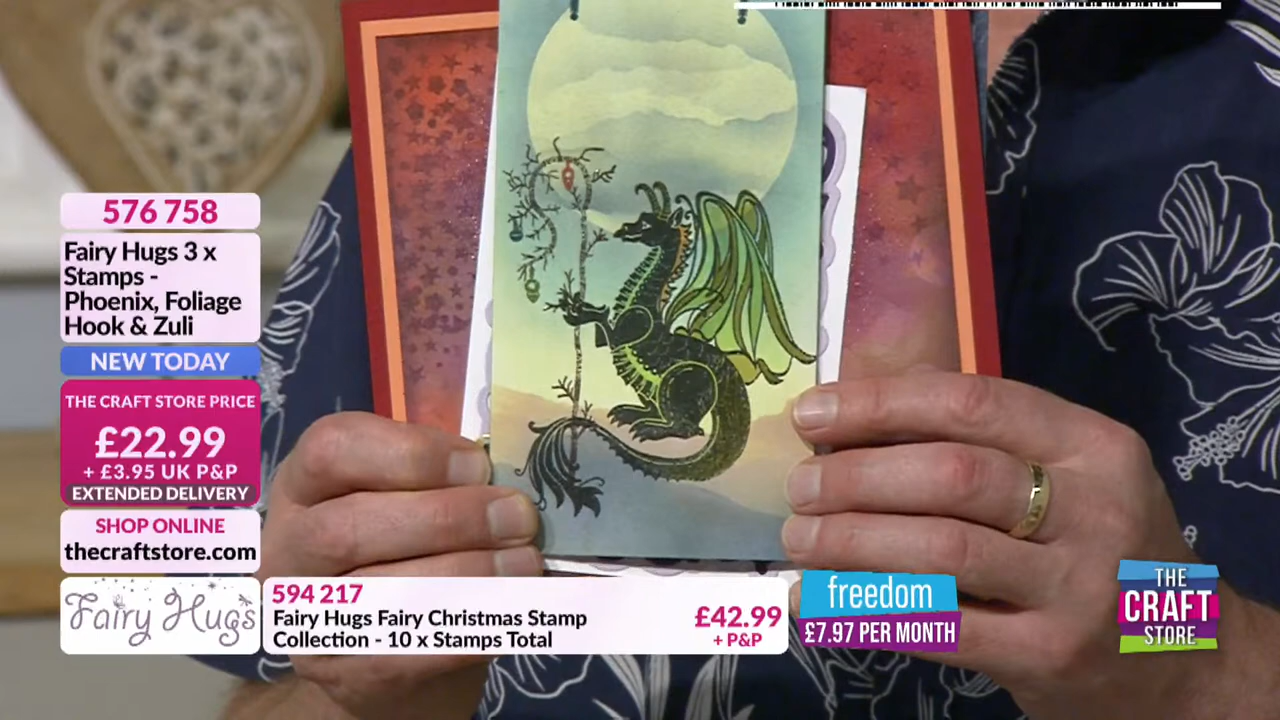 576 758
Fairy Hugs 3 x
Stamps -
Phoenix, Foliage
Hook & Zuli
NEW TODAY
THE CRAFT STORE PRICE
£22.99
+ £3.95 UK P&P
EXTENDED DELIVERY
SHOP ONLINE
thecraftstore.com
Fairy Hugs
594 217
Fairy Hugs Fairy Christmas Stamp
Collection - 10 x Stamps Total
£42.99
+ P&P
freedom
£7.97 PER MONTH
THE
CRAFT
STORE